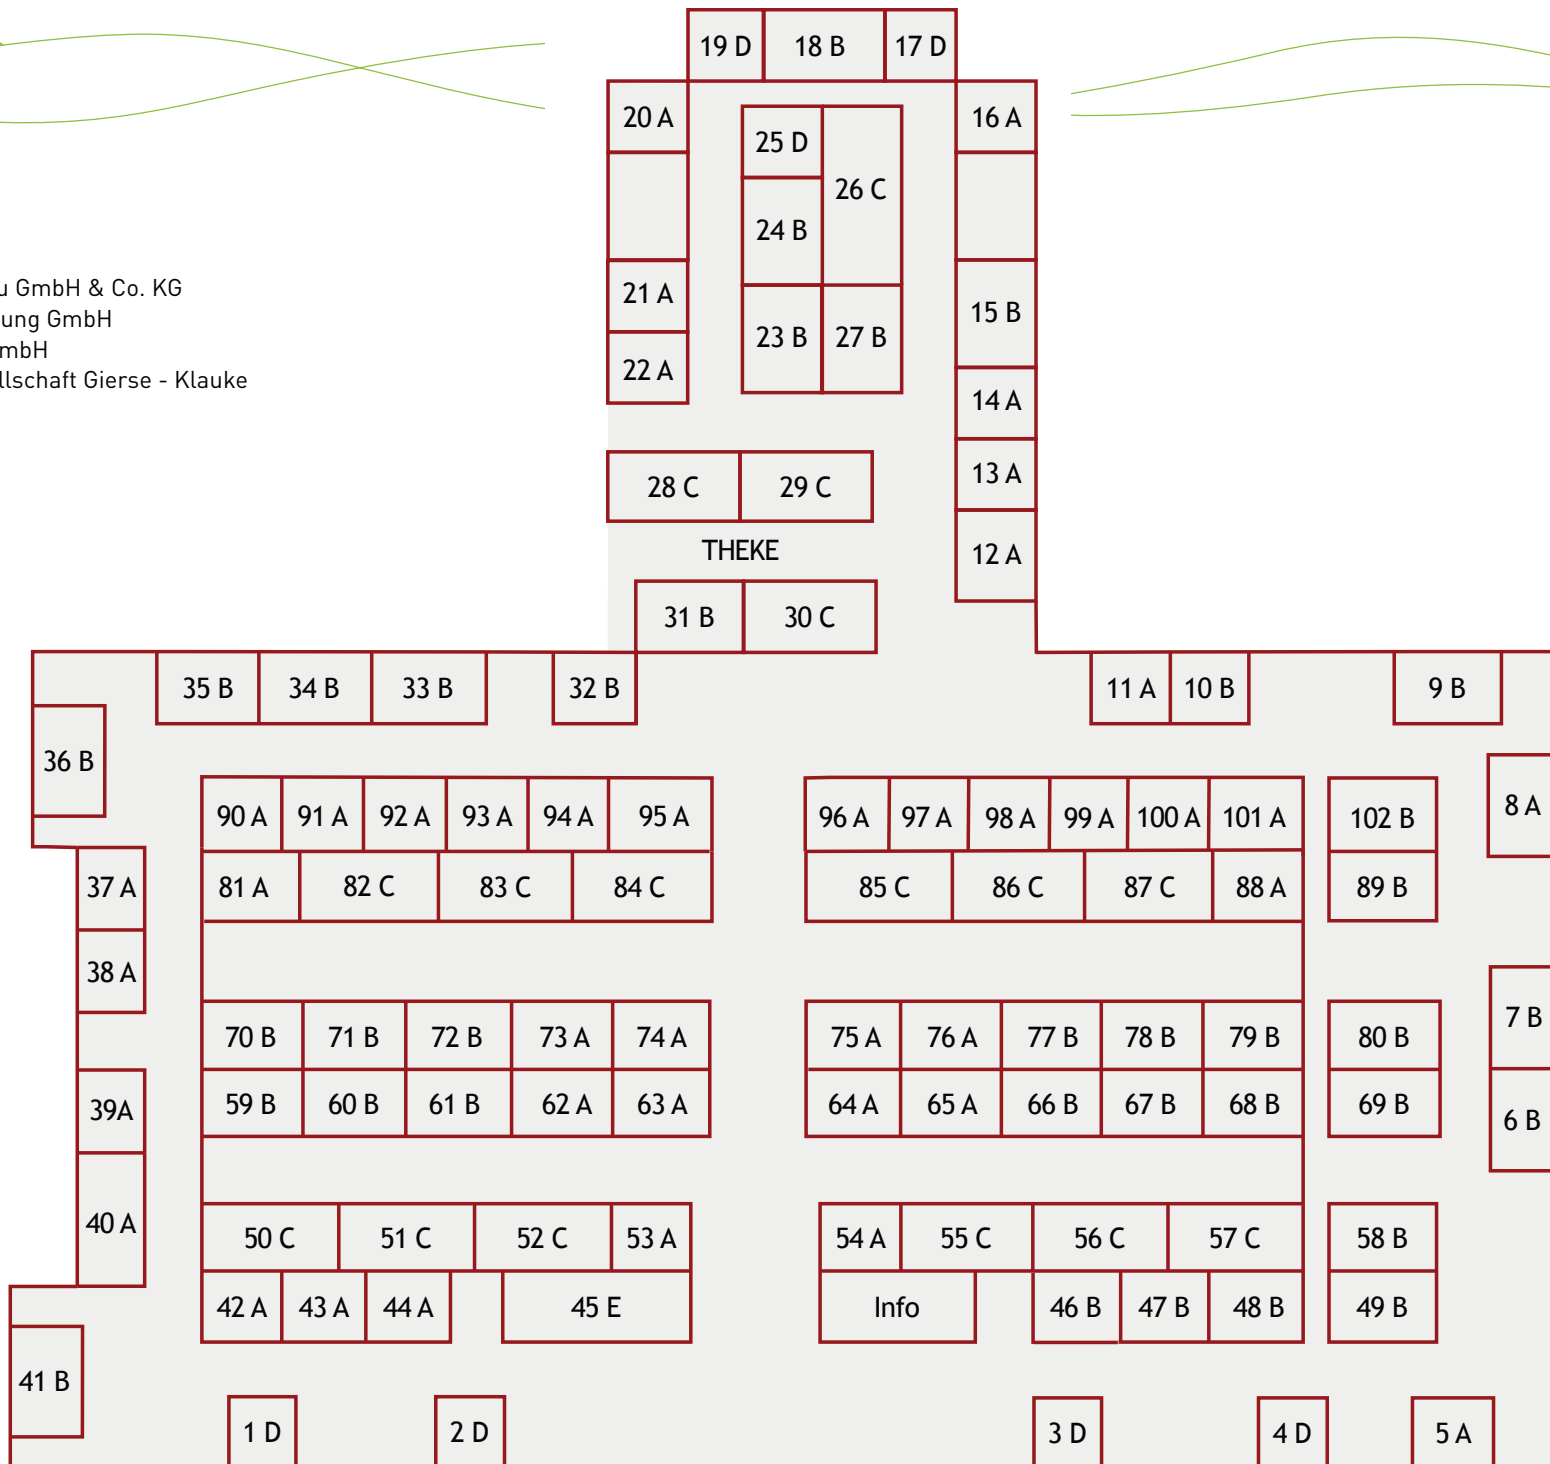 19 D 18 B 17 D
20 A 16 A
25 D
26 C
24 B
u GmbH & Co. KG
21 A
15 B
ung GmbH
23 B 27 B
mbH
22 A
llschaft Gierse - Klauke
14 A
13 A
28 C 29 C
THEKE
12 A
31 B 30 C
35 B 34 B 33 B 32 B 11 A 10 B 9 B
36 B
8 A
90 A 91 A 92 A 93 A 94 A 95 A 96 A 97 A 98 A 99 A 100 A 101 A 102 B
37 A 81 A 82 C 83 C 84 C 85 C 86 C 87 C 88 A 89 B
38 A
7 B
70 B 71 B 72 B 73 A 74 A 75 A 76 A 77 B 78 B 79 B 80 B
39A 59 B 60 B 61 B 62 A 63 A 64 A 65 A 66 B 67 B 68 B 69 B
6 B
40 A
50 C 51 C 52 C 53 A 54 A 55 C 56 C 57 C 58 B
42 A 43 A 44 A 45 E Info 46 B 47 B 48 B 49 B
41 B
1 D 2 D 3 D 4 D 5 A